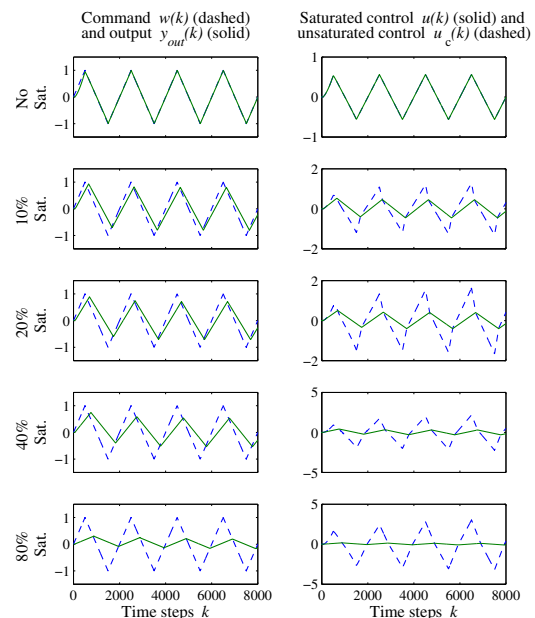 Command w(k) (dashed)
and output y_out(k) (solid)
Saturated control u(k) (solid) and
unsaturated control u_c(k) (dashed)
No
Sat.
1
0
−1
1
0
−1
10%
Sat.
1
0
−1
2
0
−2
20%
Sat.
1
0
−1
2
0
−2
40%
Sat.
1
0
−1
5
0
−5
80%
Sat.
1
0
−1
5
0
−5
0 2000 4000 6000 8000
0 2000 4000 6000 8000
Time steps k
Time steps k